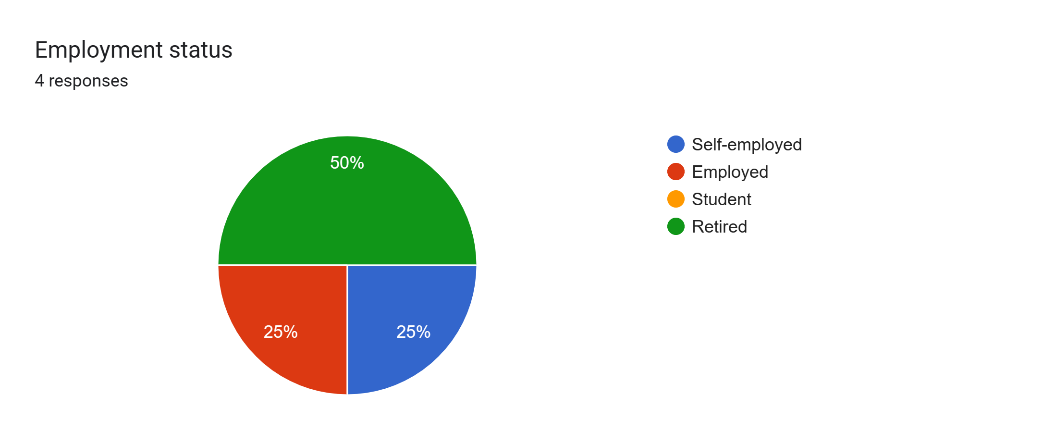 Employment status
4 responses
50%
25%
25%
Self-employed
Employed
Student
Retired